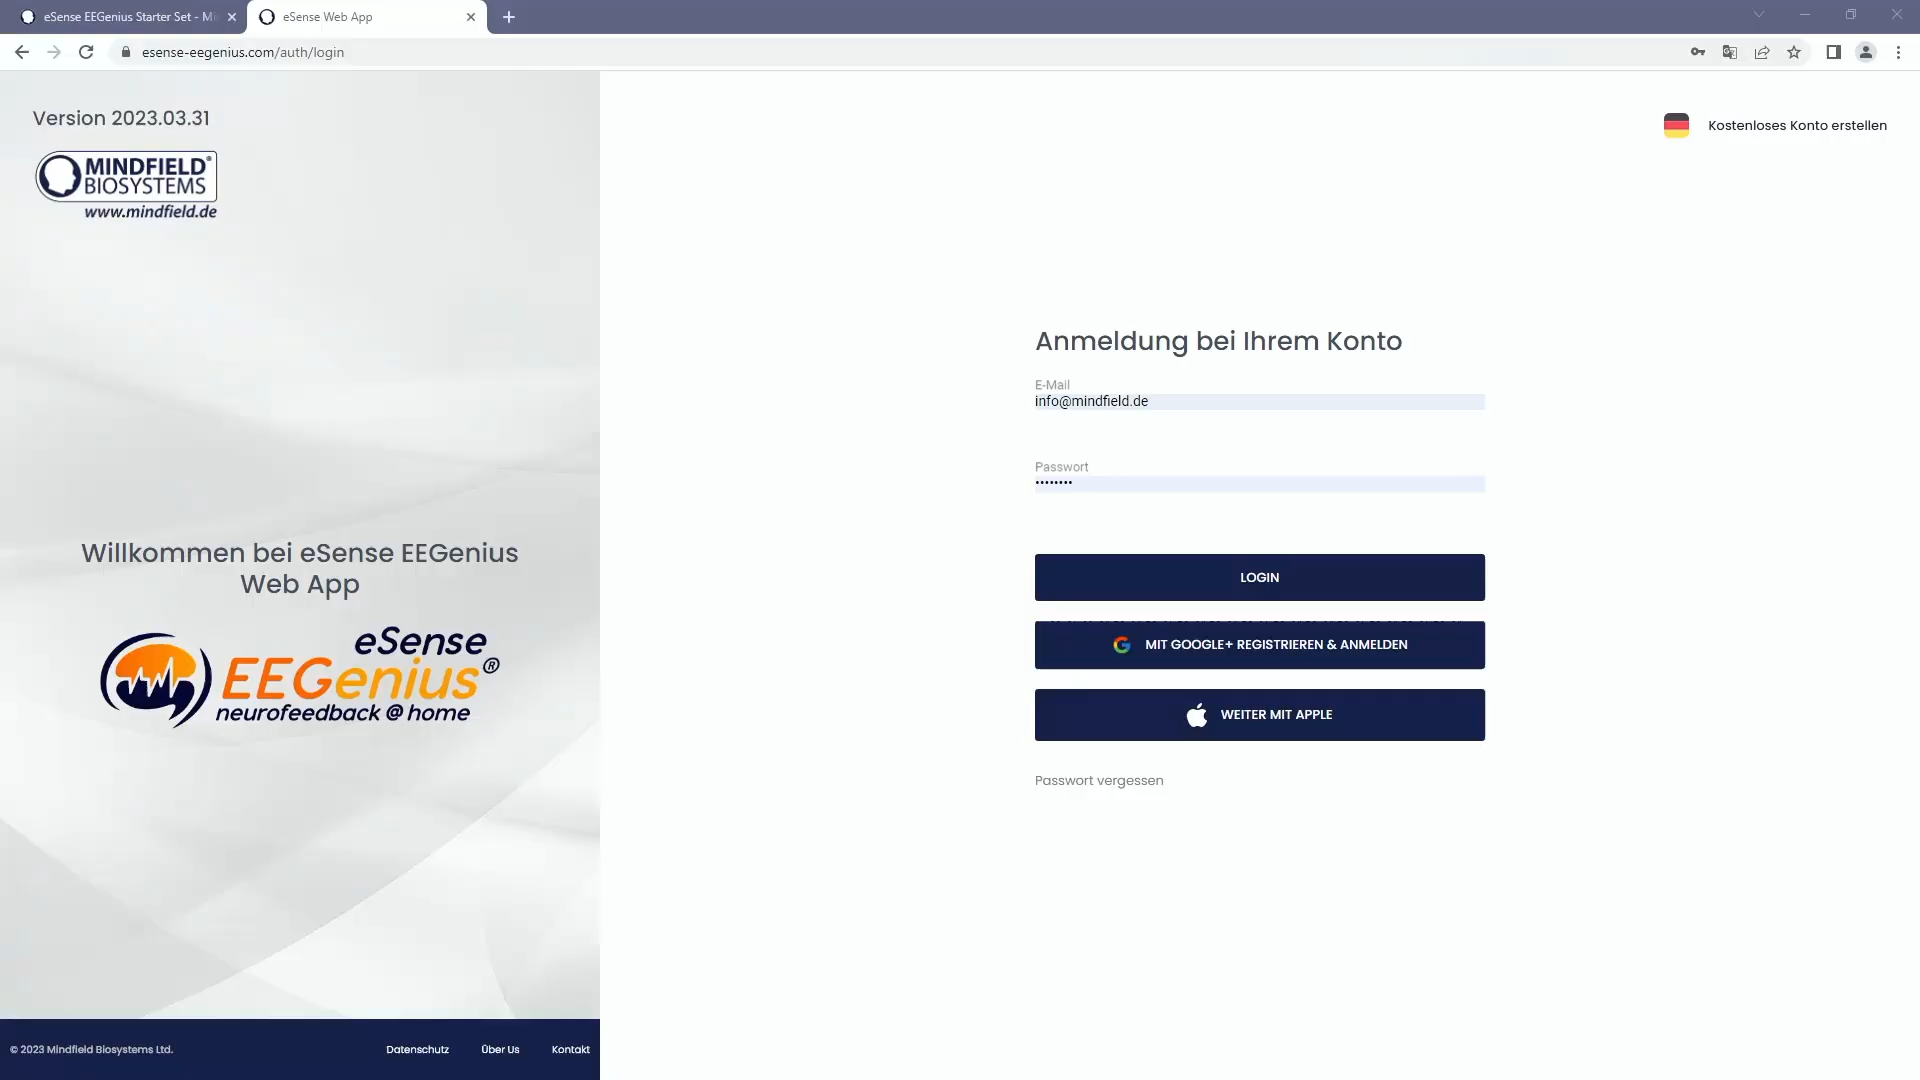 eSense EEGenius Starter Set - Mi
eSense Web App
esense-eegenius.com/auth/login
Version 2023.03.31
MINDFIELD®
BIOSYSTEMS
www.mindfield.de
Kostenloses Konto erstellen
Anmeldung bei Ihrem Konto
E-Mail
info@mindfield.de
Passwort
••••••••
LOGIN
MIT GOOGLE+ REGISTRIEREN & ANMELDEN
WEITER MIT APPLE
Passwort vergessen
Willkommen bei eSense EEGenius
Web App
eSense
EEGenius®
neurofeedback @ home
© 2023 Mindfield Biosystems Ltd.
Datenschutz
Über Us
Kontakt